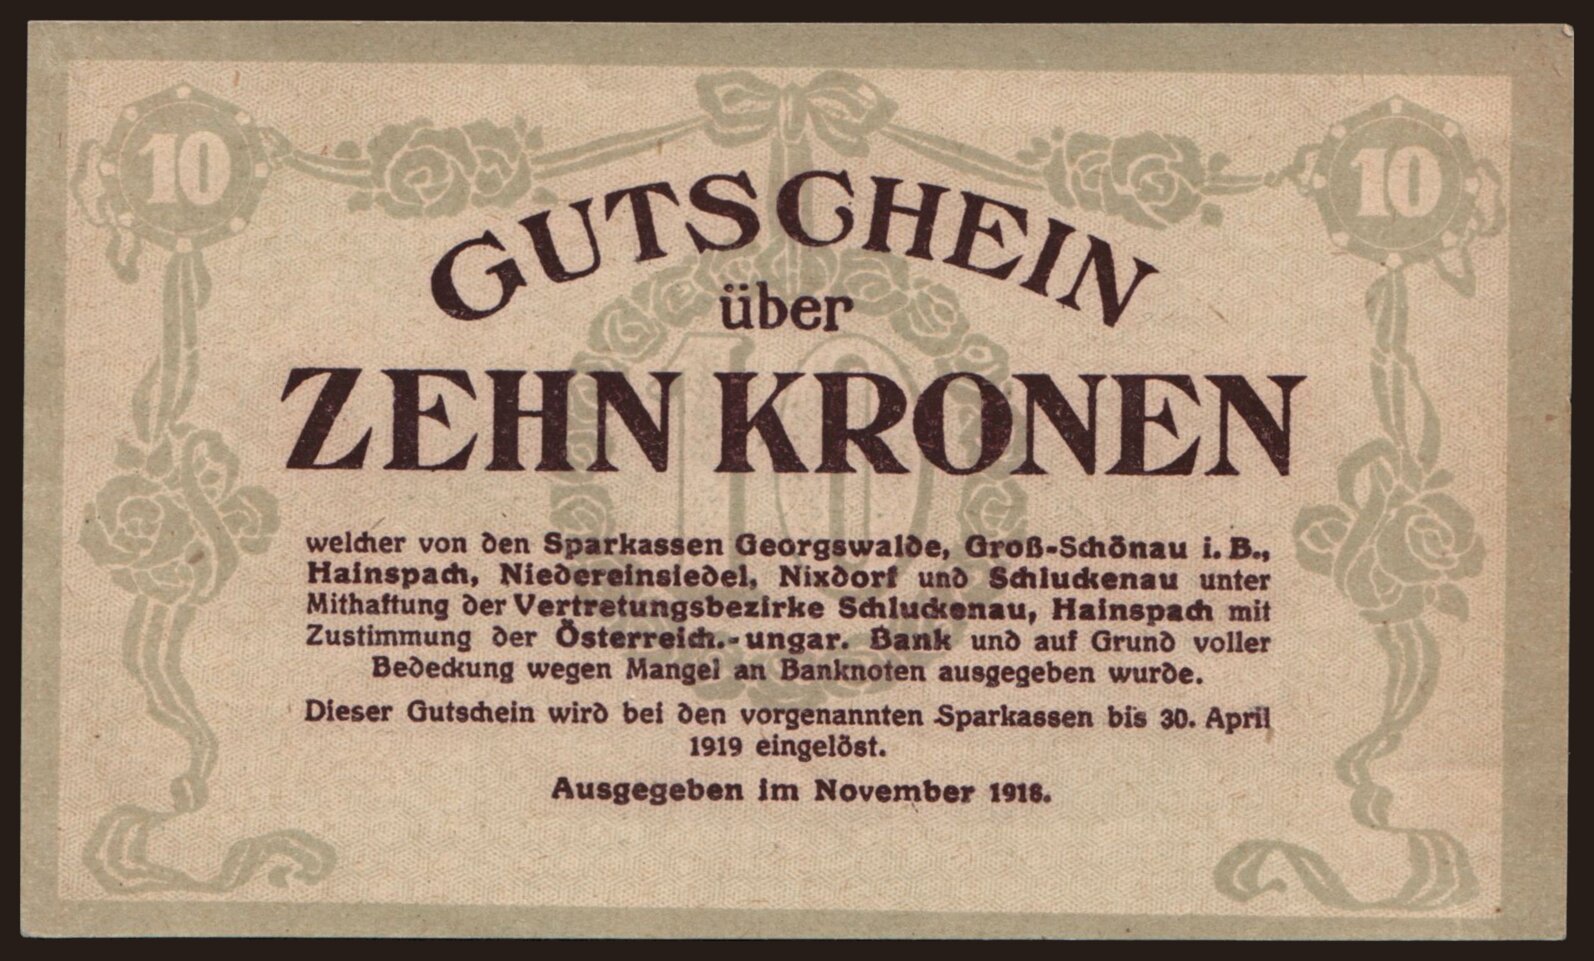 10
10
GUTSCHEIN
über
10
ZEHN KRONEN
welcher von den Sparkassen Georgswalde, Groß-Schönau i. B.,
Hainspach, Niedereinsiedel, Nixdorf und Schluckenau unter
Mithaftung der Vertretungsbezirke Schluckenau, Hainspach mit
Zustimmung der Österreich.-ungar. Bank und auf Grund voller
Bedeckung wegen Mangel an Banknoten ausgegeben wurde.
Dieser Gutschein wird bei den vorgenannten Sparkassen bis 30. April
1919 eingelöst.
Ausgegeben im November 1918.